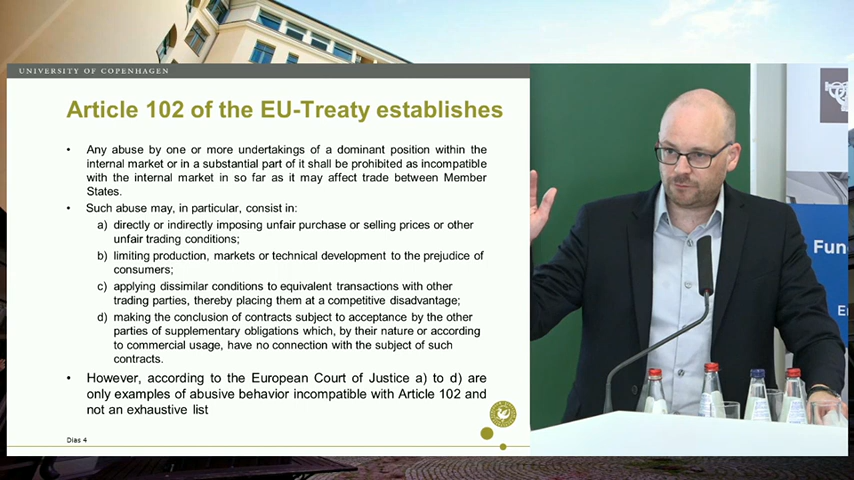 UNIVERSITY OF COPENHAGEN
Article 102 of the EU-Treaty establishes
• Any abuse by one or more undertakings of a dominant position within the
internal market or in a substantial part of it shall be prohibited as incompatible
with the internal market in so far as it may affect trade between Member
States.
• Such abuse may, in particular, consist in:
a) directly or indirectly imposing unfair purchase or selling prices or other
unfair trading conditions;
b) limiting production, markets or technical development to the prejudice of
consumers;
c) applying dissimilar conditions to equivalent transactions with other
trading parties, thereby placing them at a competitive disadvantage;
d) making the conclusion of contracts subject to acceptance by the other
parties of supplementary obligations which, by their nature or according
to commercial usage, have no connection with the subject of such
contracts.
• However, according to the European Court of Justice a) to d) are
only examples of abusive behavior incompatible with Article 102 and
not an exhaustive list
Dias 4
Fun